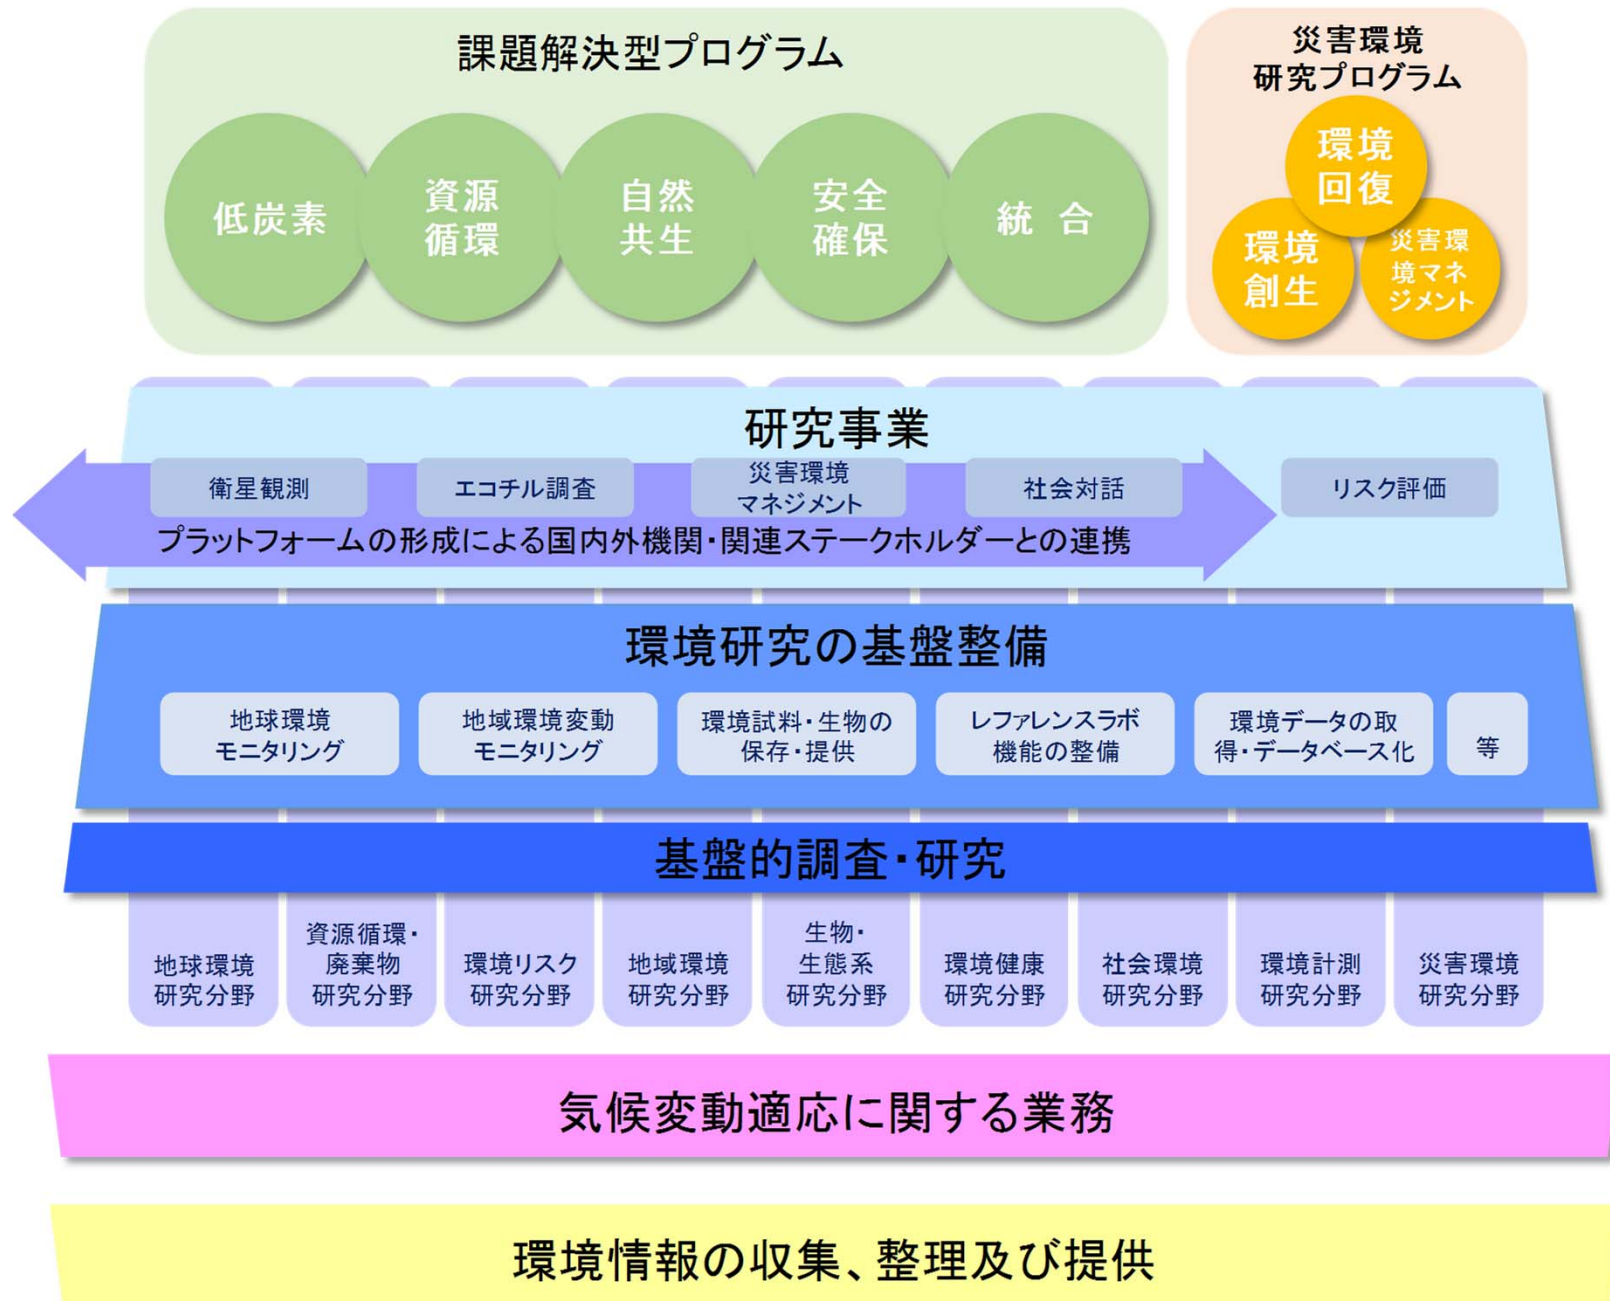 課題解決型プログラム
低炭素
資源
循環
自然
共生
安全
確保
統 合
災害環境
研究プログラム
環境
回復
環境
創生
災害環
境マネ
ジメント
研究事業
衛星観測
エコチル調査
災害環境
マネジメント
社会対話
リスク評価
プラットフォームの形成による国内外機関・関連ステークホルダーとの連携
環境研究の基盤整備
地球環境
モニタリング
地域環境変動
モニタリング
環境試料・生物の
保存・提供
レファレンスラボ
機能の整備
環境データの取
得・データベース化
等
基盤的調査・研究
地球環境
研究分野
資源循環・
廃棄物
研究分野
環境リスク
研究分野
地域環境
研究分野
生物・
生態系
研究分野
環境健康
研究分野
社会環境
研究分野
環境計測
研究分野
災害環境
研究分野
気候変動適応に関する業務
環境情報の収集、整理及び提供